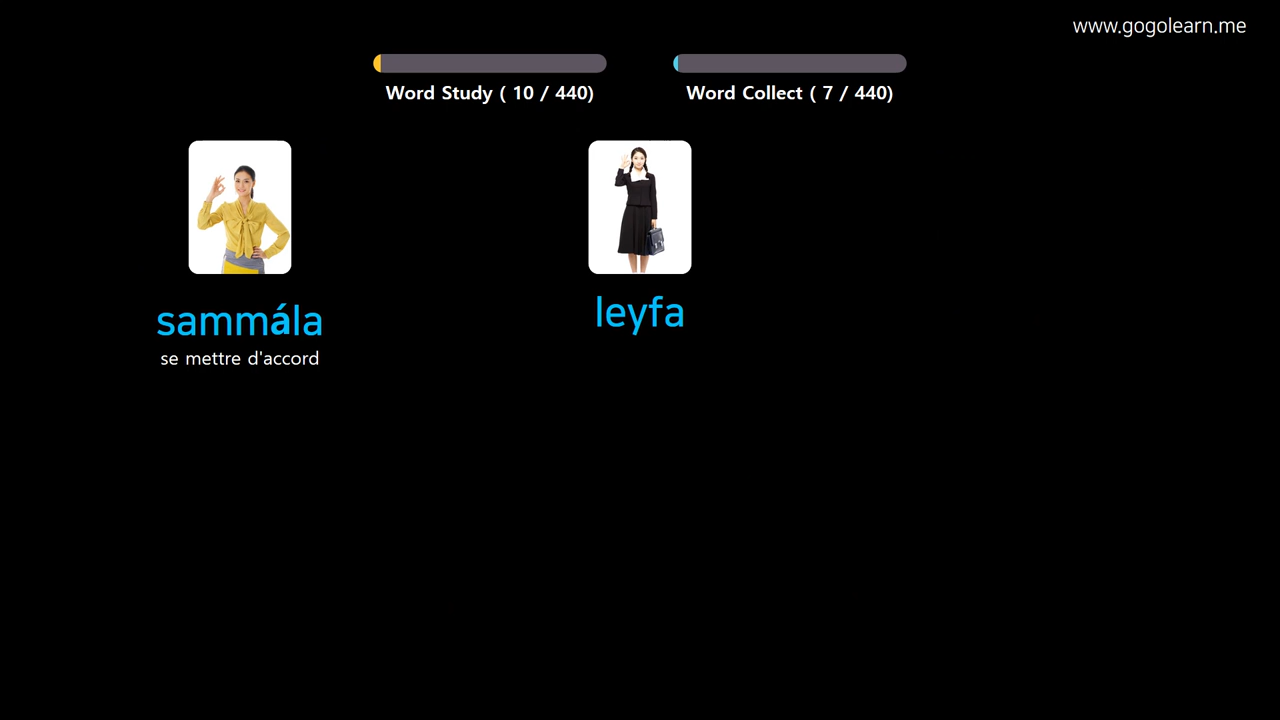 www.gogolearn.me
Word Study ( 10 / 440)
Word Collect ( 7 / 440)
sammála
leyfa
se mettre d'accord